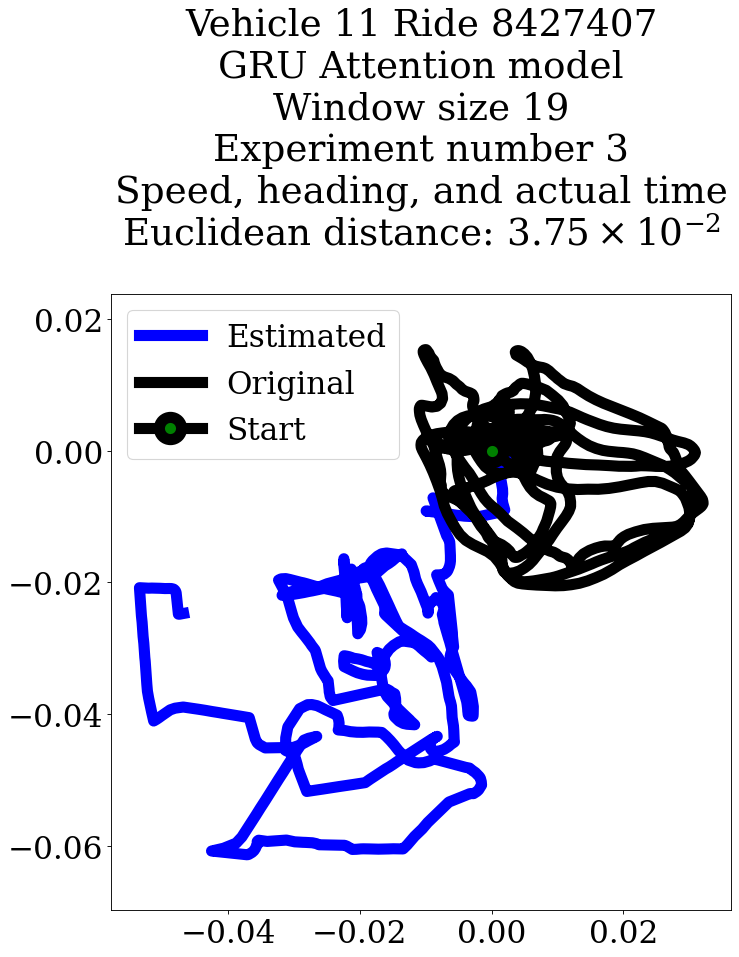 Vehicle 11 Ride 8427407
GRU Attention model
Window size 19
Experiment number 3
Speed, heading, and actual time
Euclidean distance: 3.75 × 10⁻²
Estimated
Original
Start
0.02
0.00
−0.02
−0.04
−0.06
−0.04
−0.02
0.00
0.02